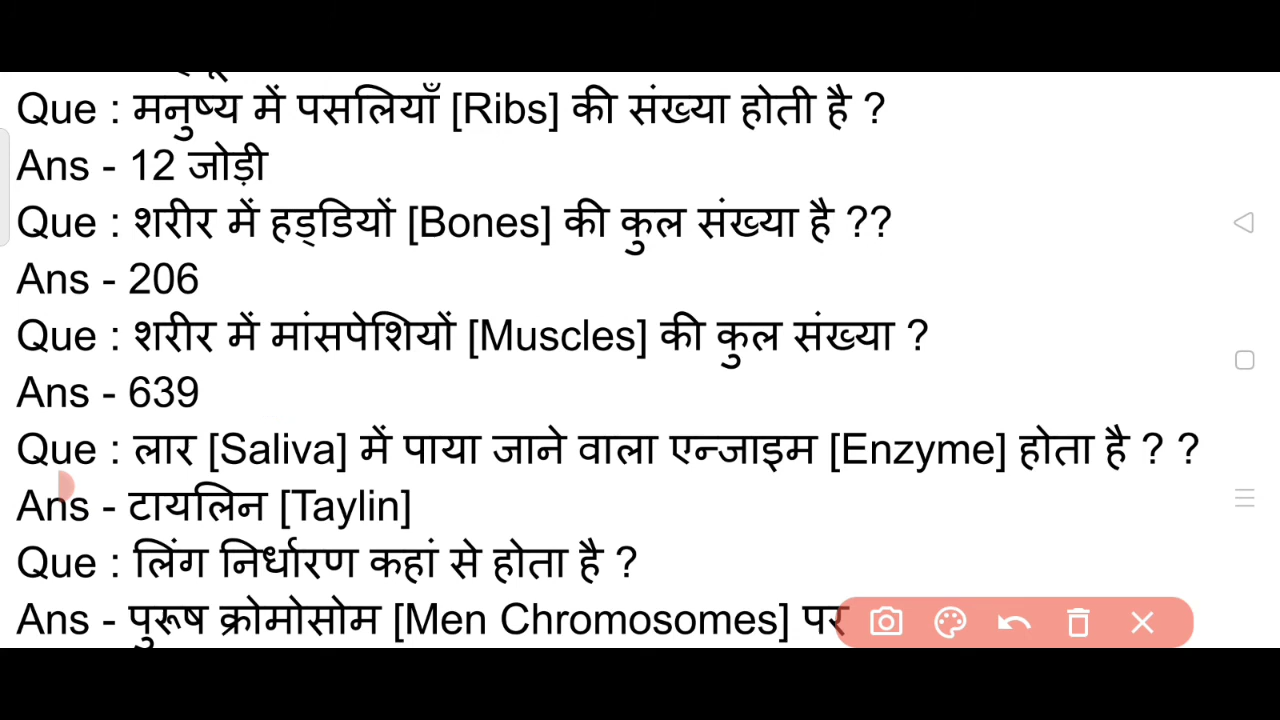 Que : मनुष्य में पसलियाँ [Ribs] की संख्या होती है ?
Ans - 12 जोड़ी
Que : शरीर में हड्डियों [Bones] की कुल संख्या है ??
Ans - 206
Que : शरीर में मांसपेशियों [Muscles] की कुल संख्या ?
Ans - 639
Que : लार [Saliva] में पाया जाने वाला एन्जाइम [Enzyme] होता है ? ?
Ans - टायलिन [Taylin]
Que : लिंग निर्धारण कहां से होता है ?
Ans - पुरूष क्रोमोसोम [Men Chromosomes] पर